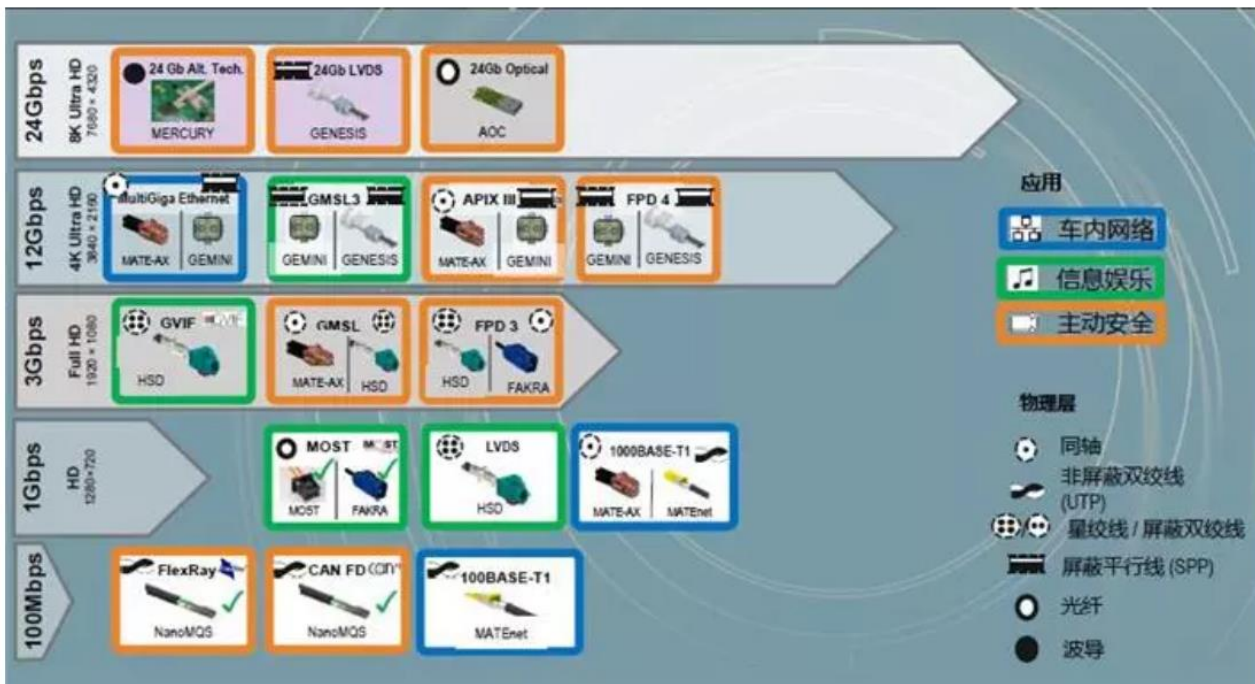 24Gbps
8K Ultra HD
7680 × 4320
24 Gb Alt. Tech.
MERCURY
24Gb LVDS
GENESIS
24Gb Optical
AOC
12Gbps
4K Ultra HD
3840 × 2160
MultiGiga Ethernet
MATE-AX
GEMINI
GMSL3
GEMINI
GENESIS
APIX III
MATE-AX
GEMINI
FPD 4
GEMINI
GENESIS
3Gbps
Full HD
1920 × 1080
GVIF
GVIF
HSD
GMSL
MATE-AX
HSD
FPD 3
HSD
FAKRA
1Gbps
HD
1280×720
MOST
MOST
MOST
FAKRA
LVDS
HSD
1000BASE-T1
MATE-AX
MATEnet
100Mbps
FlexRay
NanoMQS
CAN FD
can
NanoMQS
100BASE-T1
MATEnet
应用
车内网络
信息娱乐
主动安全
物理层
同轴
非屏蔽双绞线
(UTP)
星绞线 / 屏蔽双绞线
屏蔽平行线 (SPP)
光纤
波导